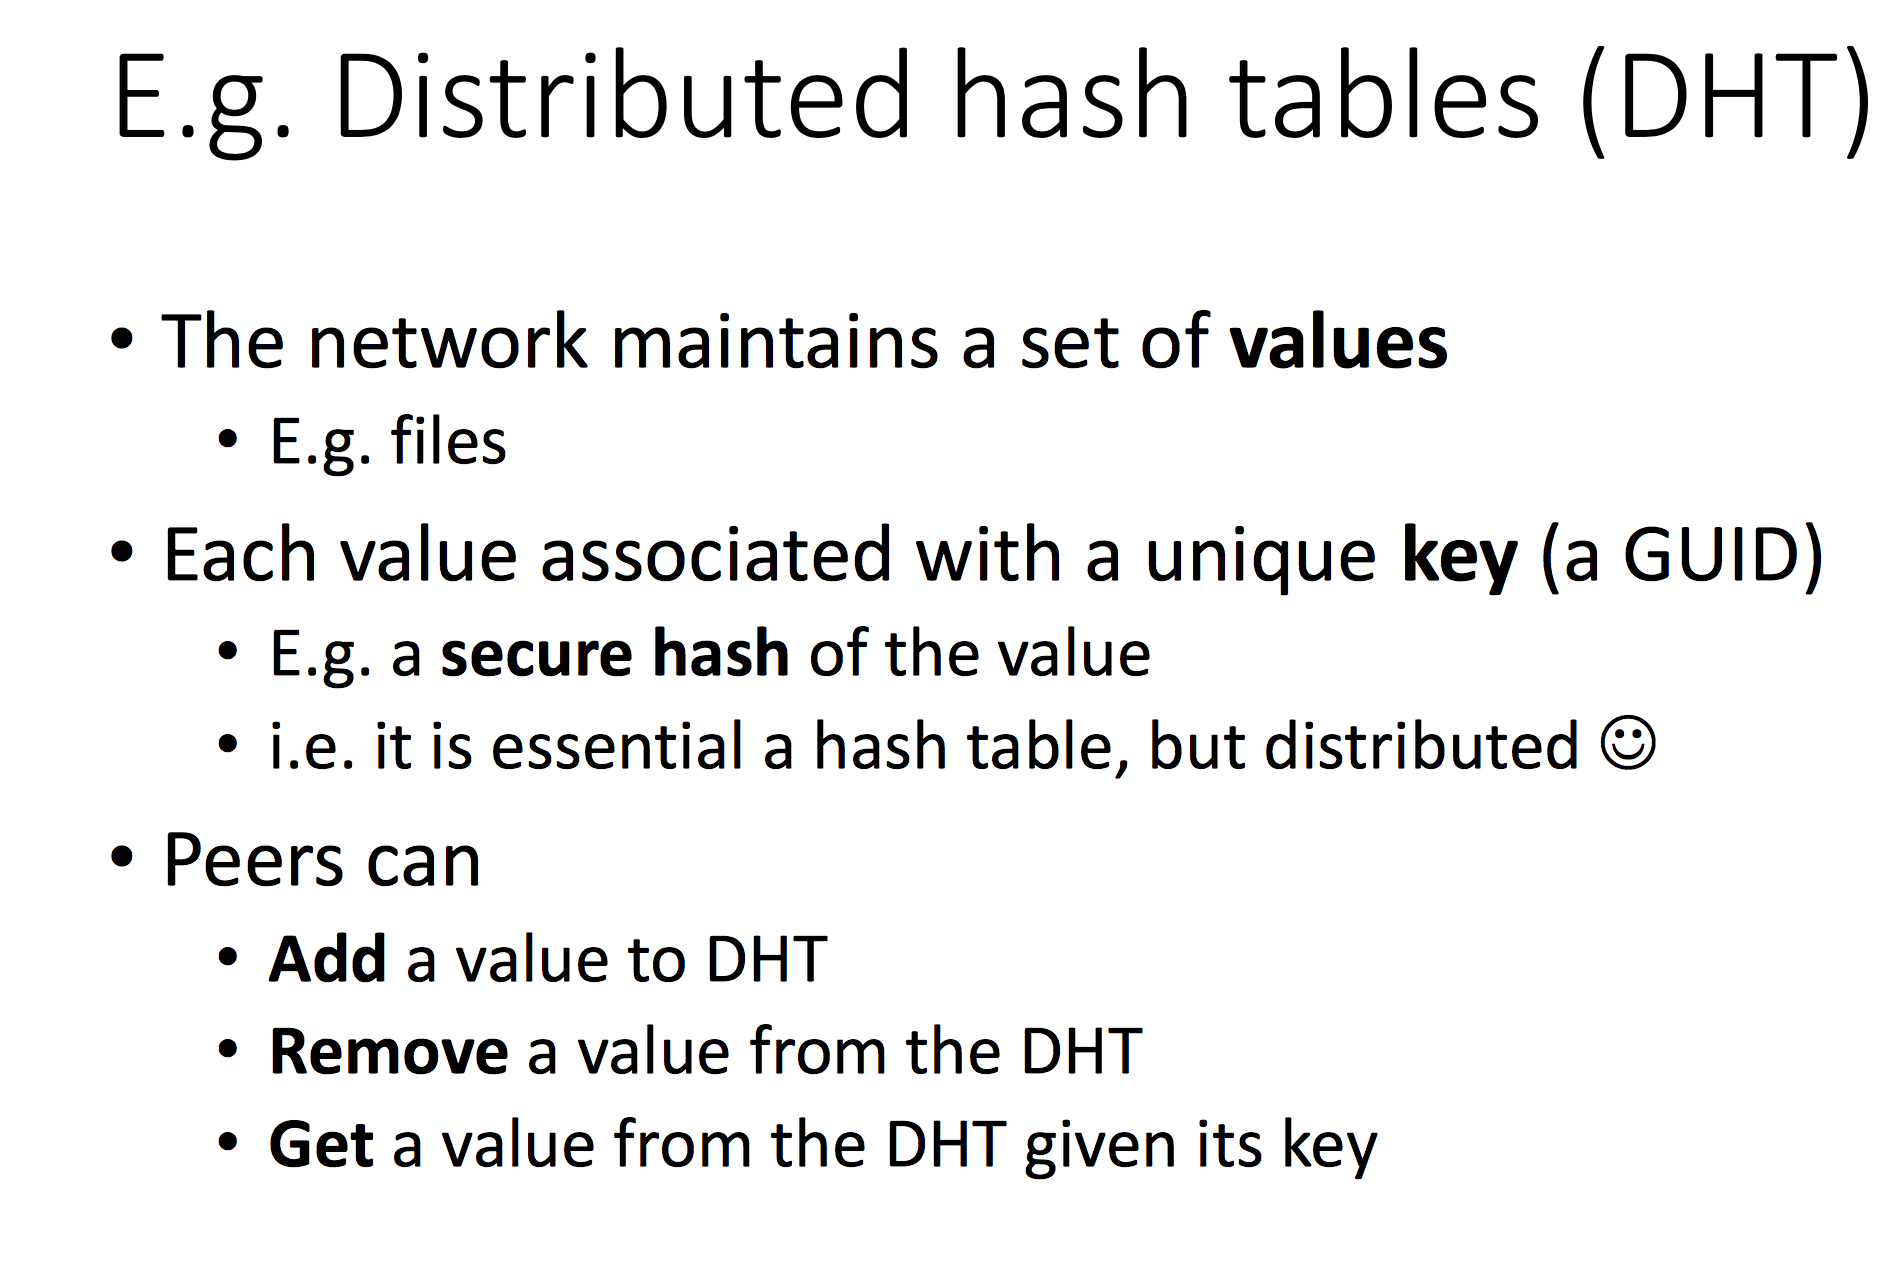 E.g. Distributed hash tables (DHT)
• The network maintains a set of values
• E.g. files
• Each value associated with a unique key (a GUID)
• E.g. a secure hash of the value
• i.e. it is essential a hash table, but distributed ☺
• Peers can
• Add a value to DHT
• Remove a value from the DHT
• Get a value from the DHT given its key